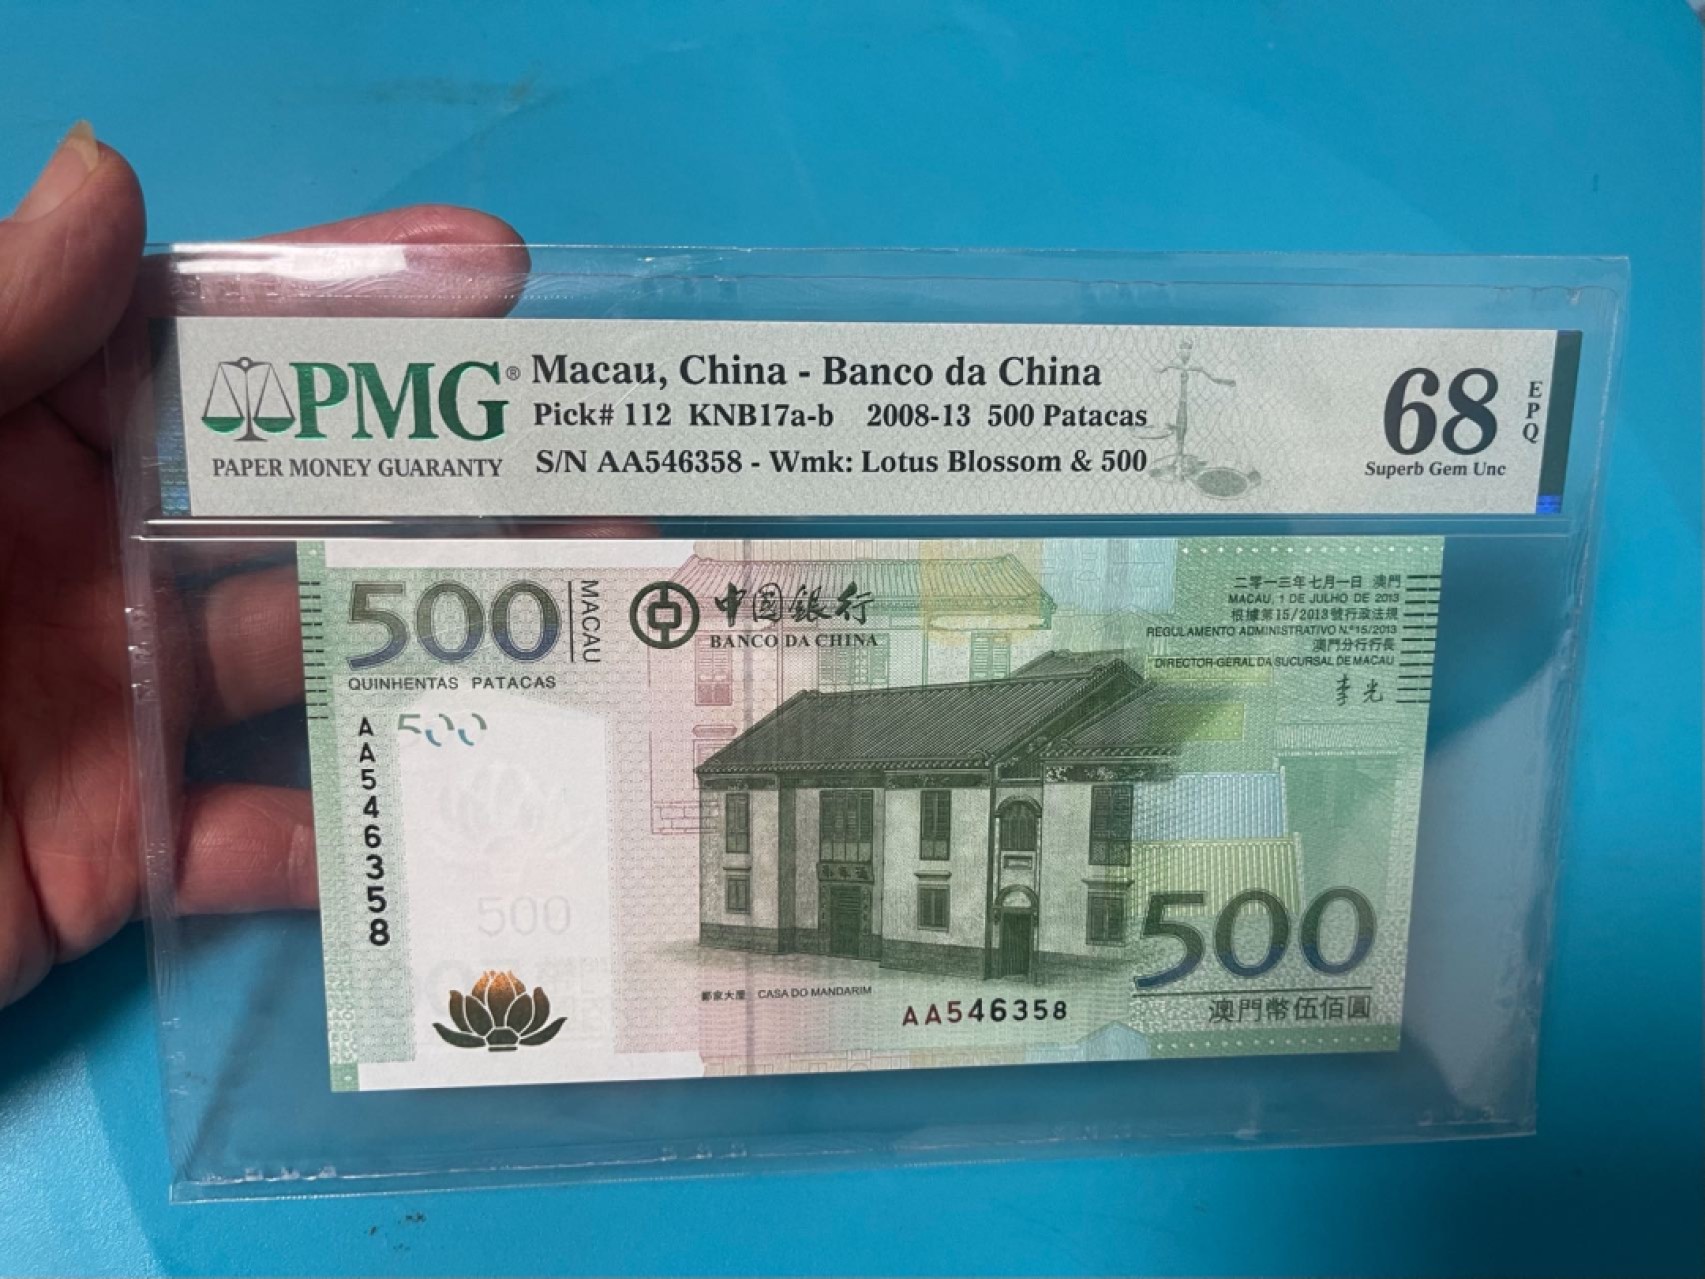 PMG® Macau, China - Banco da China
Pick# 112 KNB17a-b 2008-13 500 Patacas
PAPER MONEY GUARANTY S/N AA546358 - Wmk: Lotus Blossom & 500
68 EPQ
Superb Gem Unc
500 MACAU
QUINHENTAS PATACAS
中國銀行
BANCO DA CHINA
二零一三年七月一日 澳門
MACAU, 1 DE JULHO DE 2013
根據第15/2013號行政法規
REGULAMENTO ADMINISTRATIVO N.º15/2013
澳門分行行長
DIRECTOR-GERAL DA SUCURSAL DE MACAU
500
AA546358
500
鄭家大屋 CASA DO MANDARIM
AA546358
500
澳門幣伍佰圓